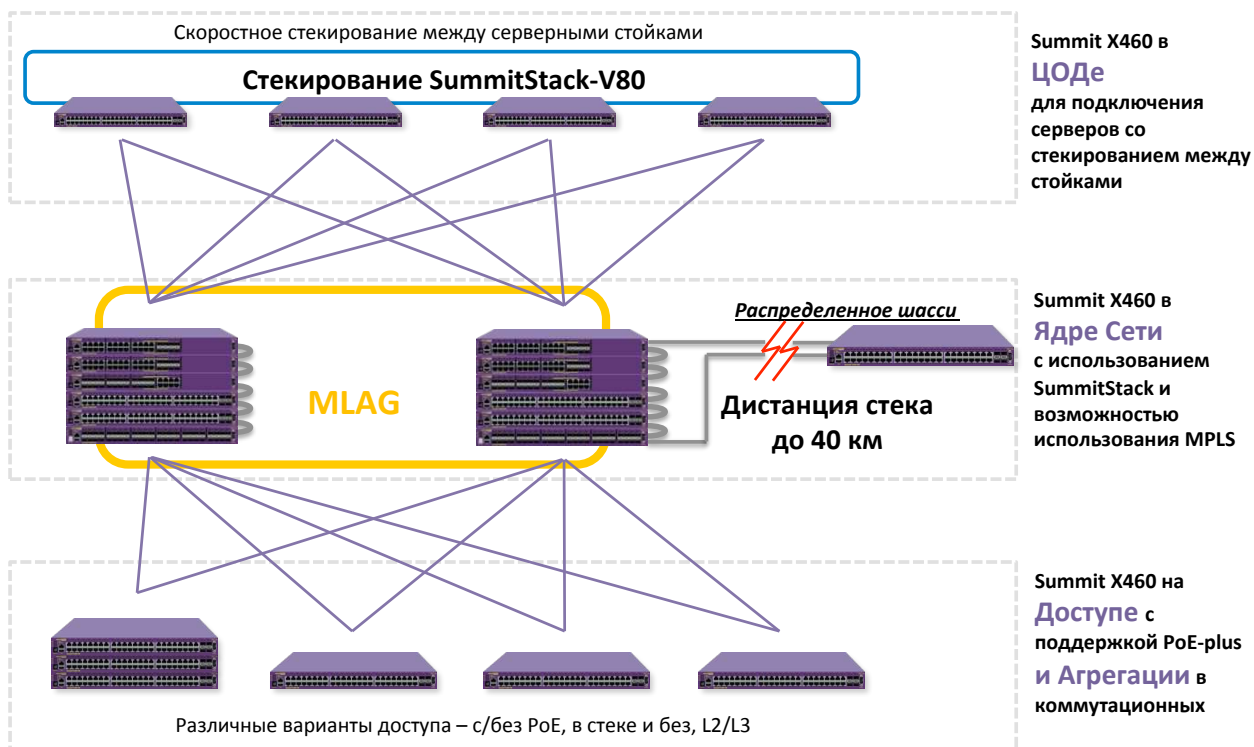 Скоростное стекирование между серверными стойками
Стекирование SummitStack-V80
Summit X460 в
ЦОДе
для подключения
серверов со
стекированием между
стойками
MLAG
Распределенное шасси
Дистанция стека
до 40 км
Summit X460 в
Ядре Сети
с использованием
SummitStack и
возможностью
использования MPLS
Различные варианты доступа – с/без PoE, в стеке и без, L2/L3
Summit X460 на
Доступе с
поддержкой PoE-plus
и Агрегации в
коммутационных